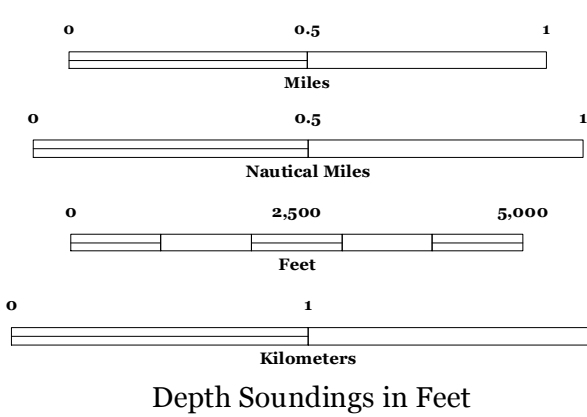 0 0.5 1
Miles
0 0.5 1
Nautical Miles
0 2,500 5,000
Feet
0 1
Kilometers
Depth Soundings in Feet